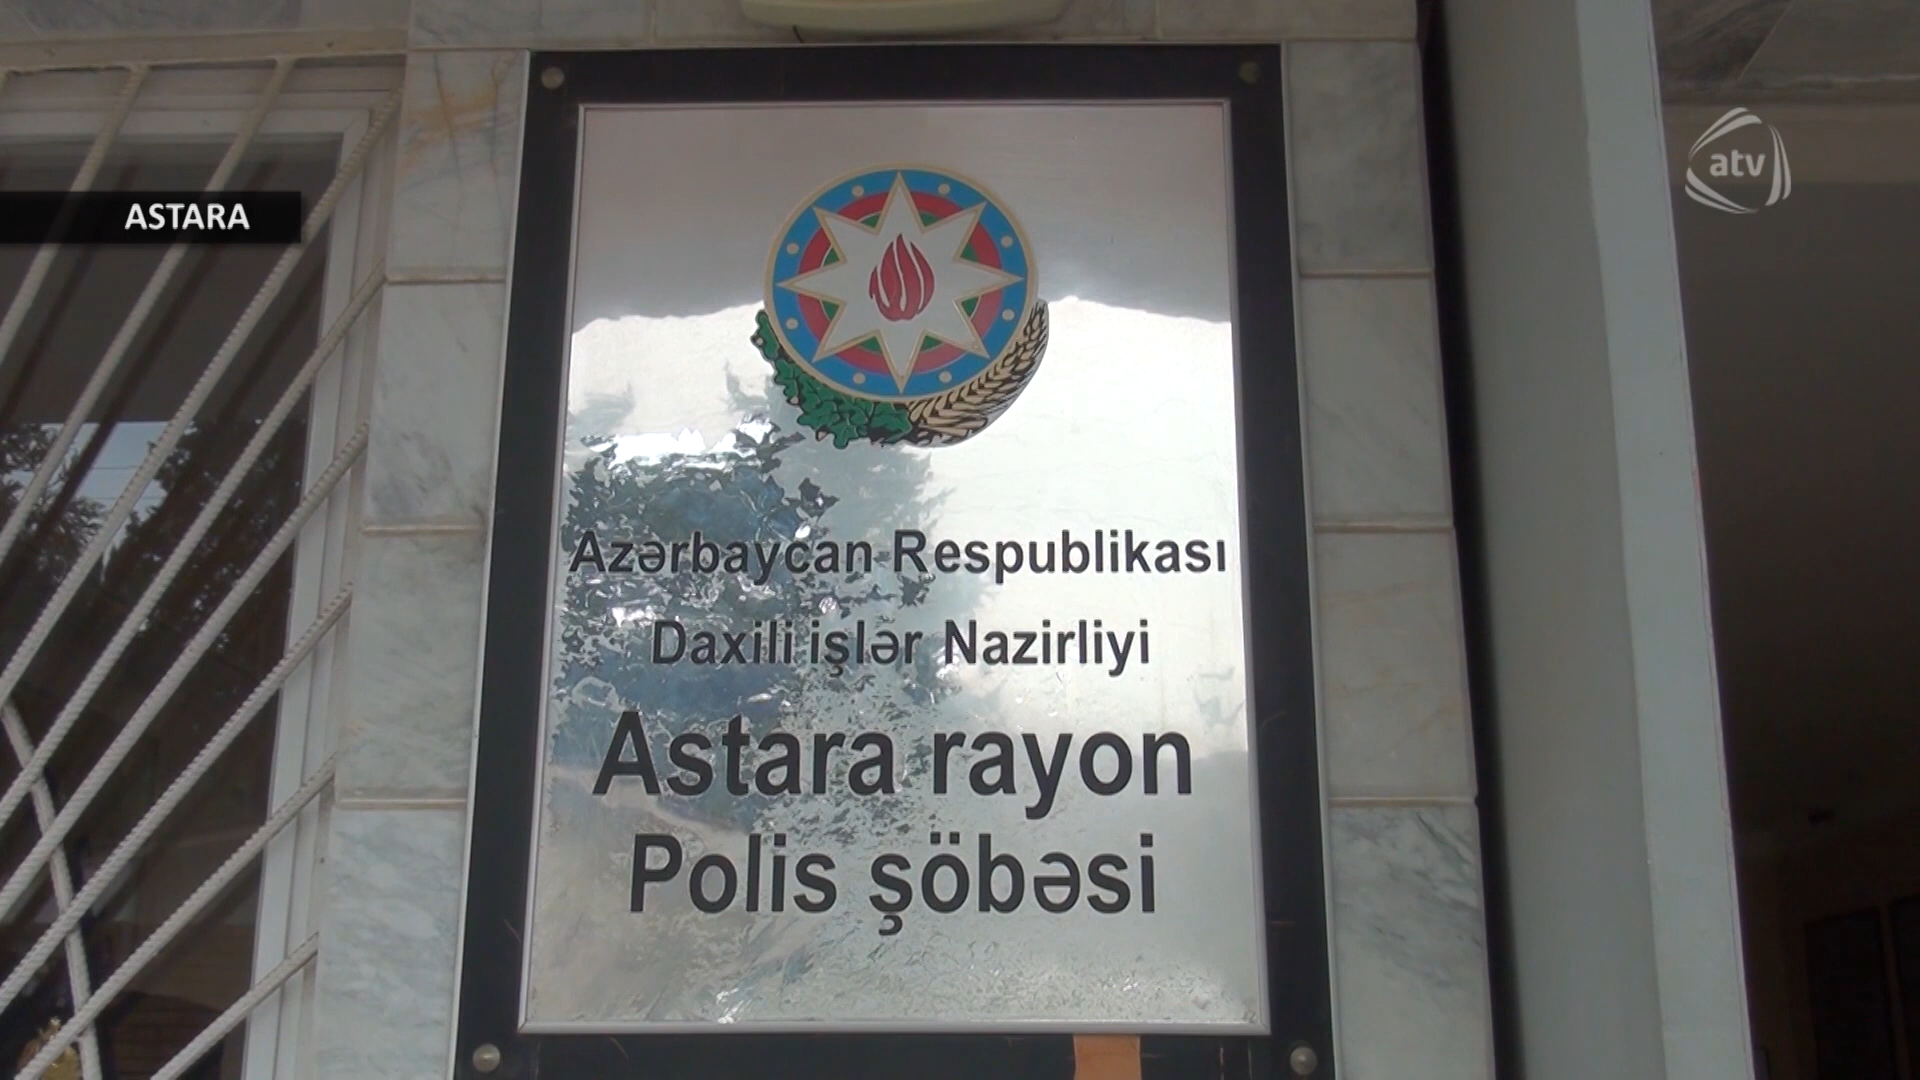 ASTARA
atv
Azərbaycan Respublikası
Daxili işlər Nazirliyi
Astara rayon
Polis şöbəsi